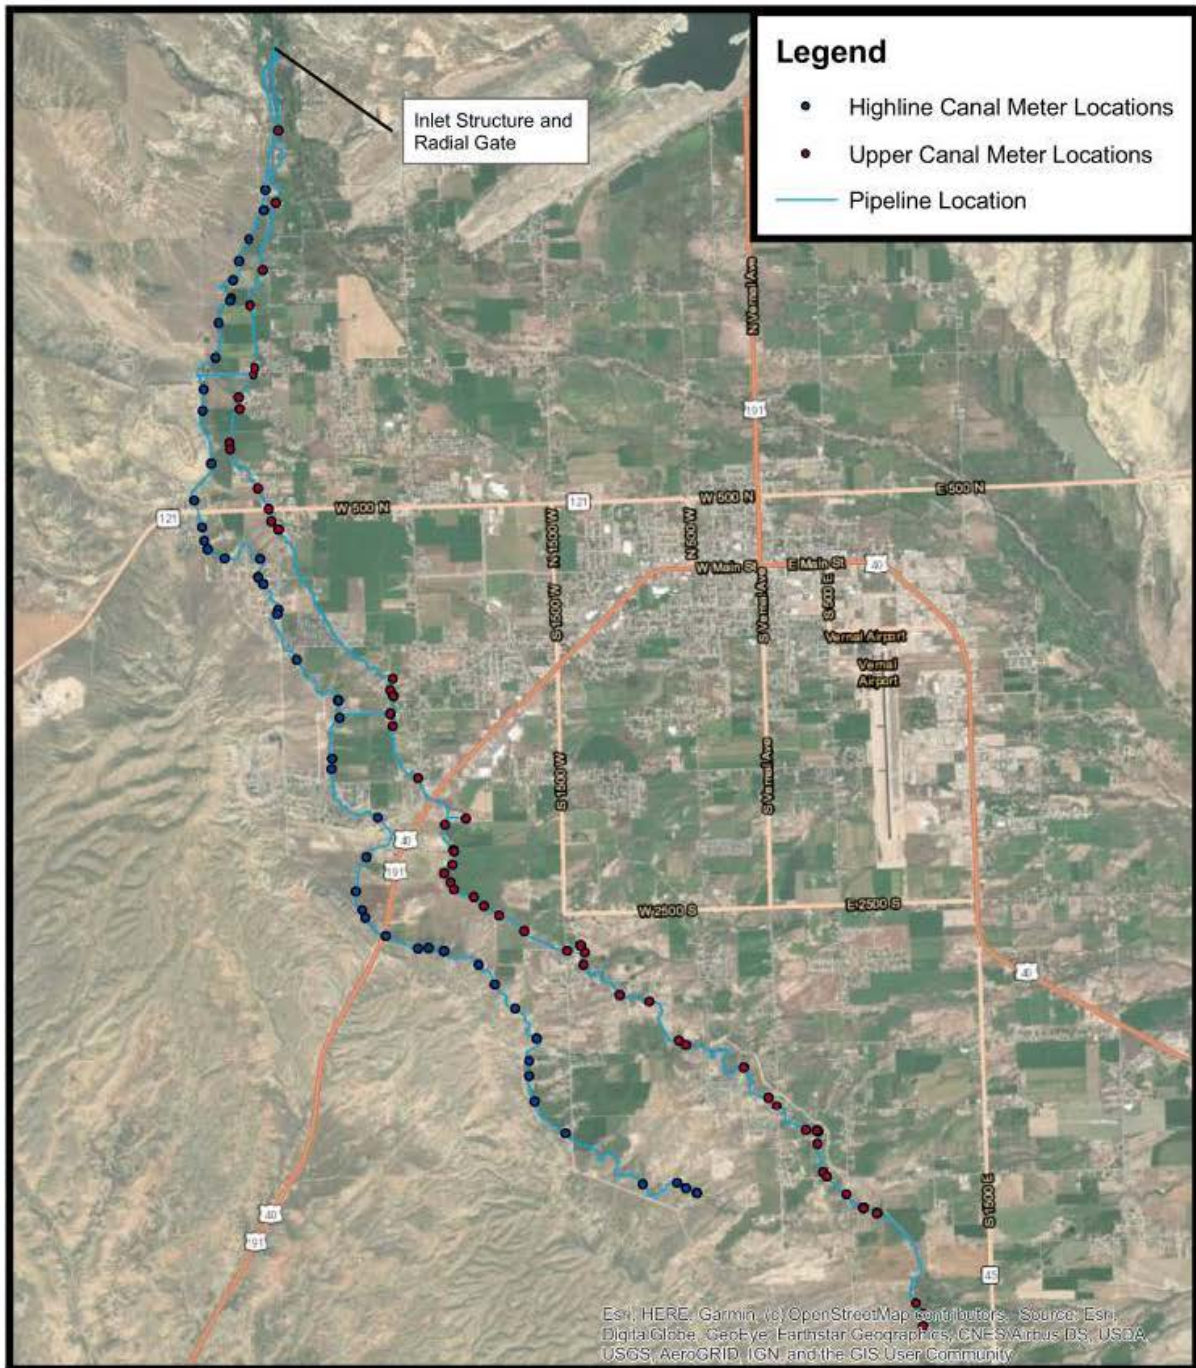 Legend
Highline Canal Meter Locations
Upper Canal Meter Locations
Pipeline Location
Inlet Structure and
Radial Gate
N Vernal Ave
191
W 500 N
121
W 500 N
E 500 N
121
N 1500 W
N 500 W
W Main St
E Main St
40
S 1500 W
S Vernal Ave
S 500 E
Vernal Airport
Vernal
Airport
S 1500 W
S Vernal Ave
40
191
W 2500 S
E 2500 S
40
S 1500 E
40
191
45
Esri, HERE, Garmin, (c) OpenStreetMap contributors, Source: Esri,
DigitalGlobe, GeoEye, Earthstar Geographics, CNES/Airbus DS, USDA,
USGS, AeroGRID, IGN, and the GIS User Community